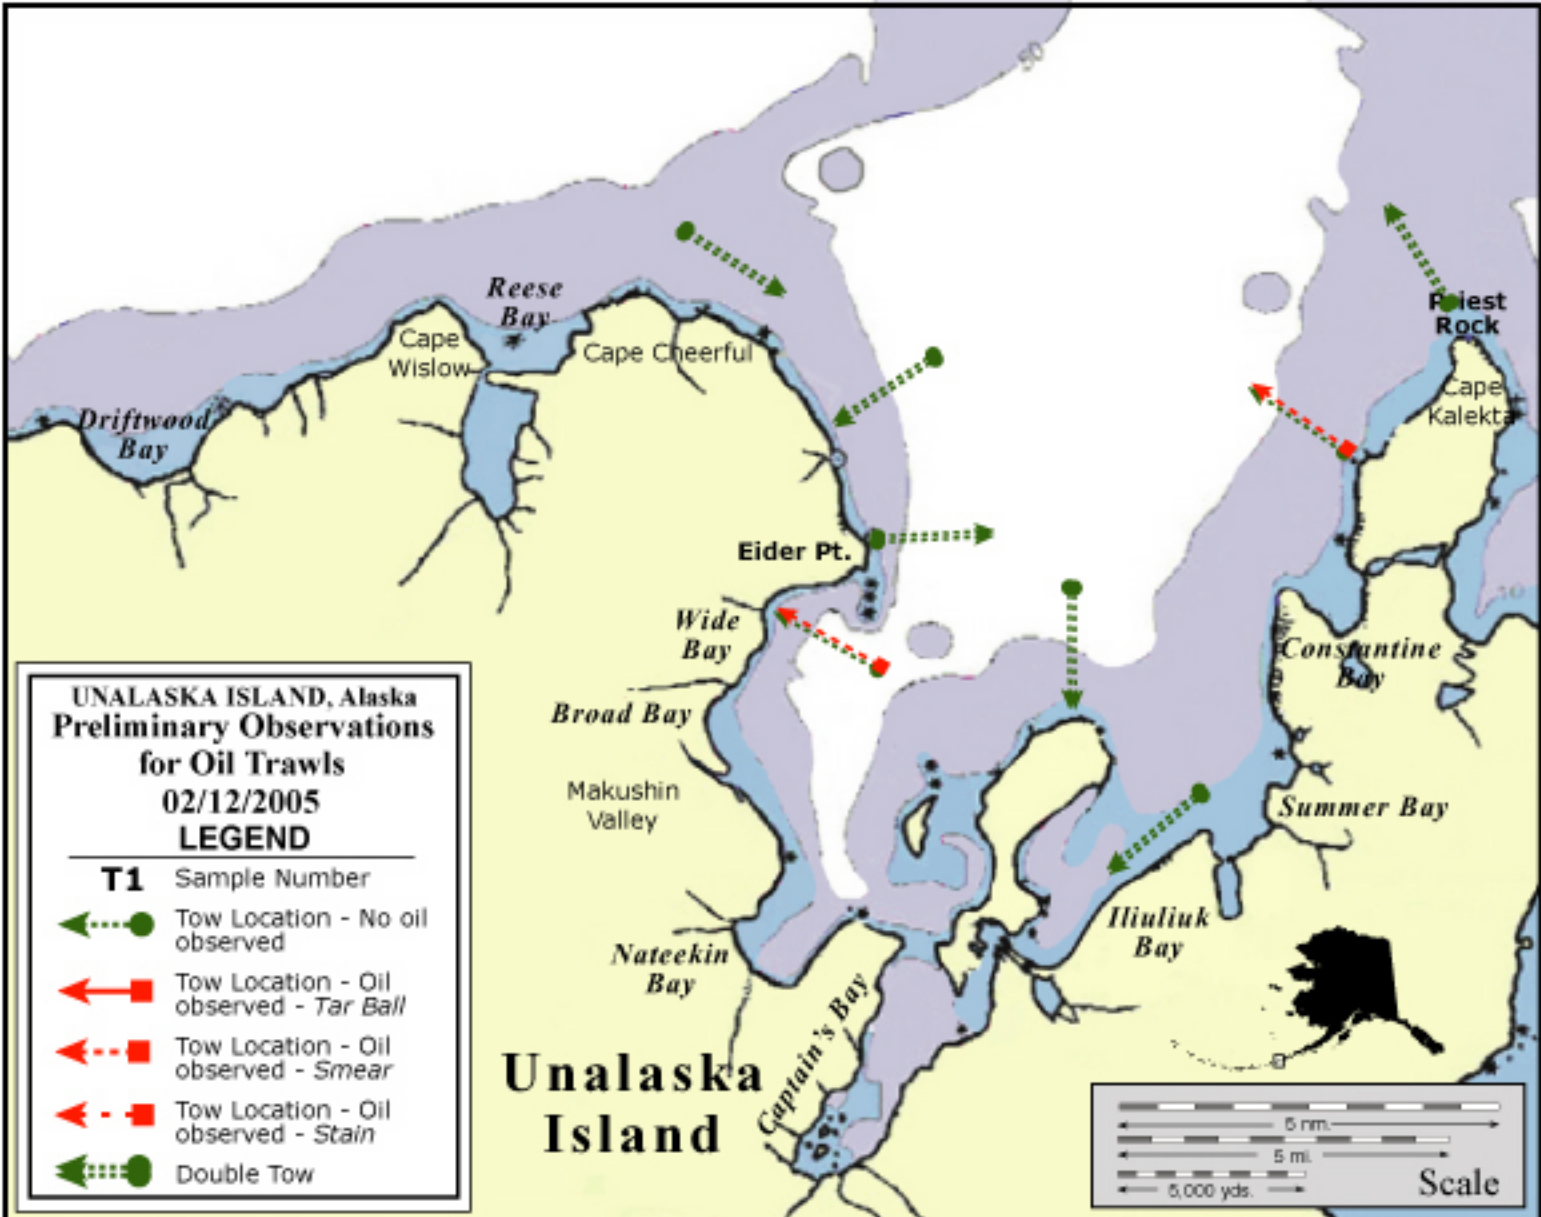 50
Reese
Bay
Priest
Rock
Cape
Wislow
Cape Cheerful
Cape
Kalekta
Driftwood
Bay
Eider Pt.
50
Wide
Bay
Constantine
Bay
Broad Bay
Makushin
Valley
Summer Bay
Iliuliuk
Bay
Nateekin
Bay
Captain's Bay
Unalaska
Island
UNALASKA ISLAND, Alaska
Preliminary Observations
for Oil Trawls
02/12/2005
LEGEND
T1 Sample Number
Tow Location - No oil
observed
Tow Location - Oil
observed - Tar Ball
Tow Location - Oil
observed - Smear
Tow Location - Oil
observed - Stain
Double Tow
5 nm.
5 mi.
5,000 yds.
Scale